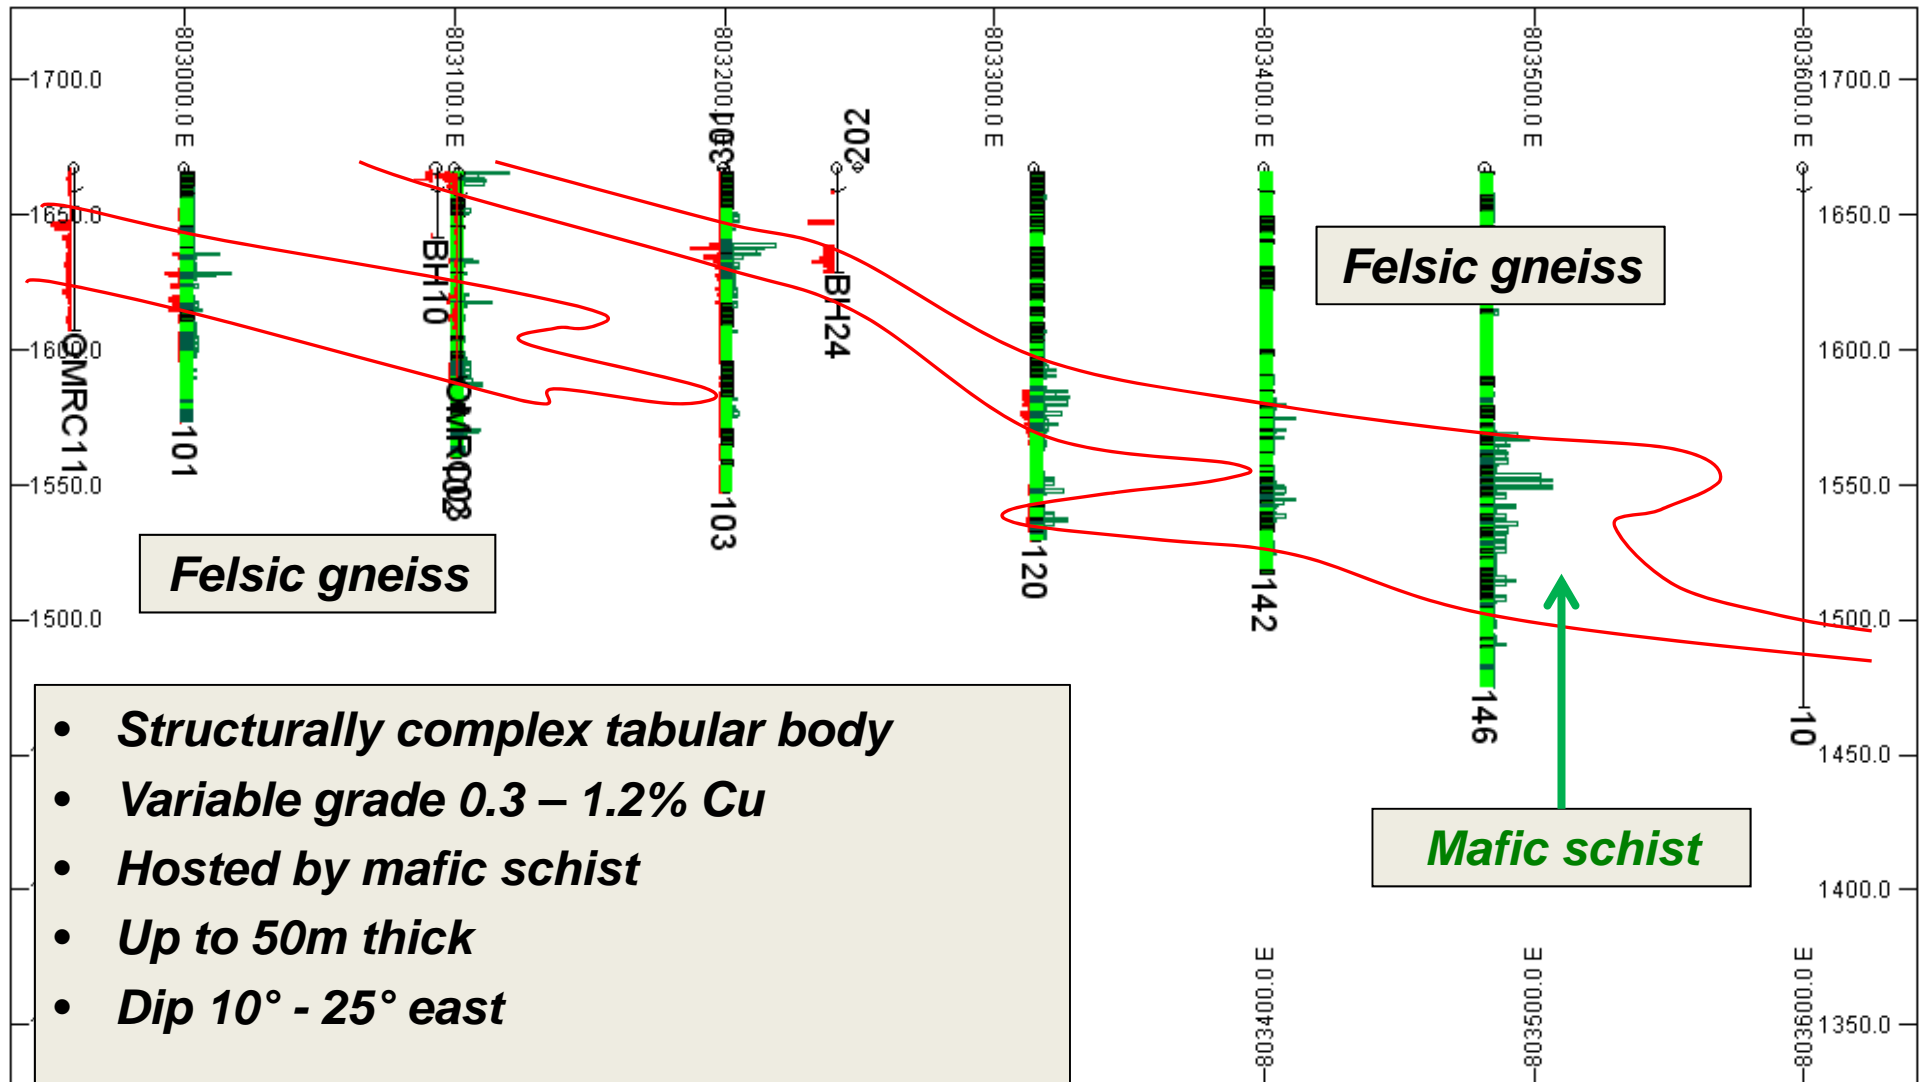 803000.0 E
803100.0 E
803200.0 E
803300.0 E
803400.0 E
803500.0 E
803600.0 E
1700.0
1700.0
202
1650.0
1650.0
Felsic gneiss
BH10
BH24
1600.0
1600.0
OMRC11
101
1550.0
1550.0
103
120
Felsic gneiss
142
1500.0
1500.0
146
10
1450.0
• Structurally complex tabular body
• Variable grade 0.3 – 1.2% Cu
• Hosted by mafic schist
• Up to 50m thick
• Dip 10° - 25° east
Mafic schist
1400.0
1350.0
803400.0 E
803500.0 E
803600.0 E